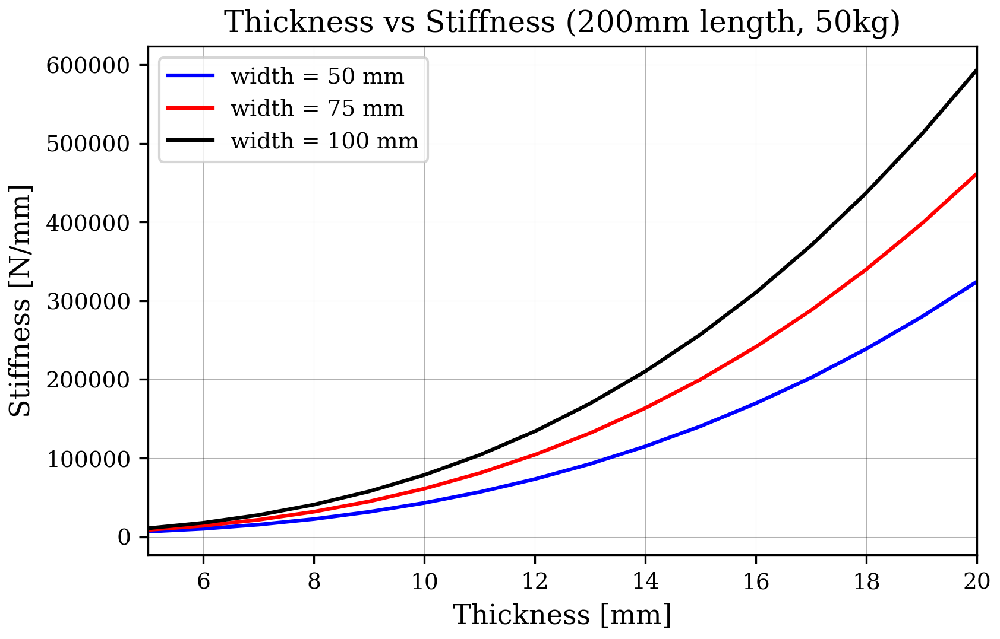 Thickness vs Stiffness (200mm length, 50kg)
width = 50 mm
width = 75 mm
width = 100 mm
600000
500000
400000
300000
200000
100000
0
Stiffness [N/mm]
6 8 10 12 14 16 18 20
Thickness [mm]